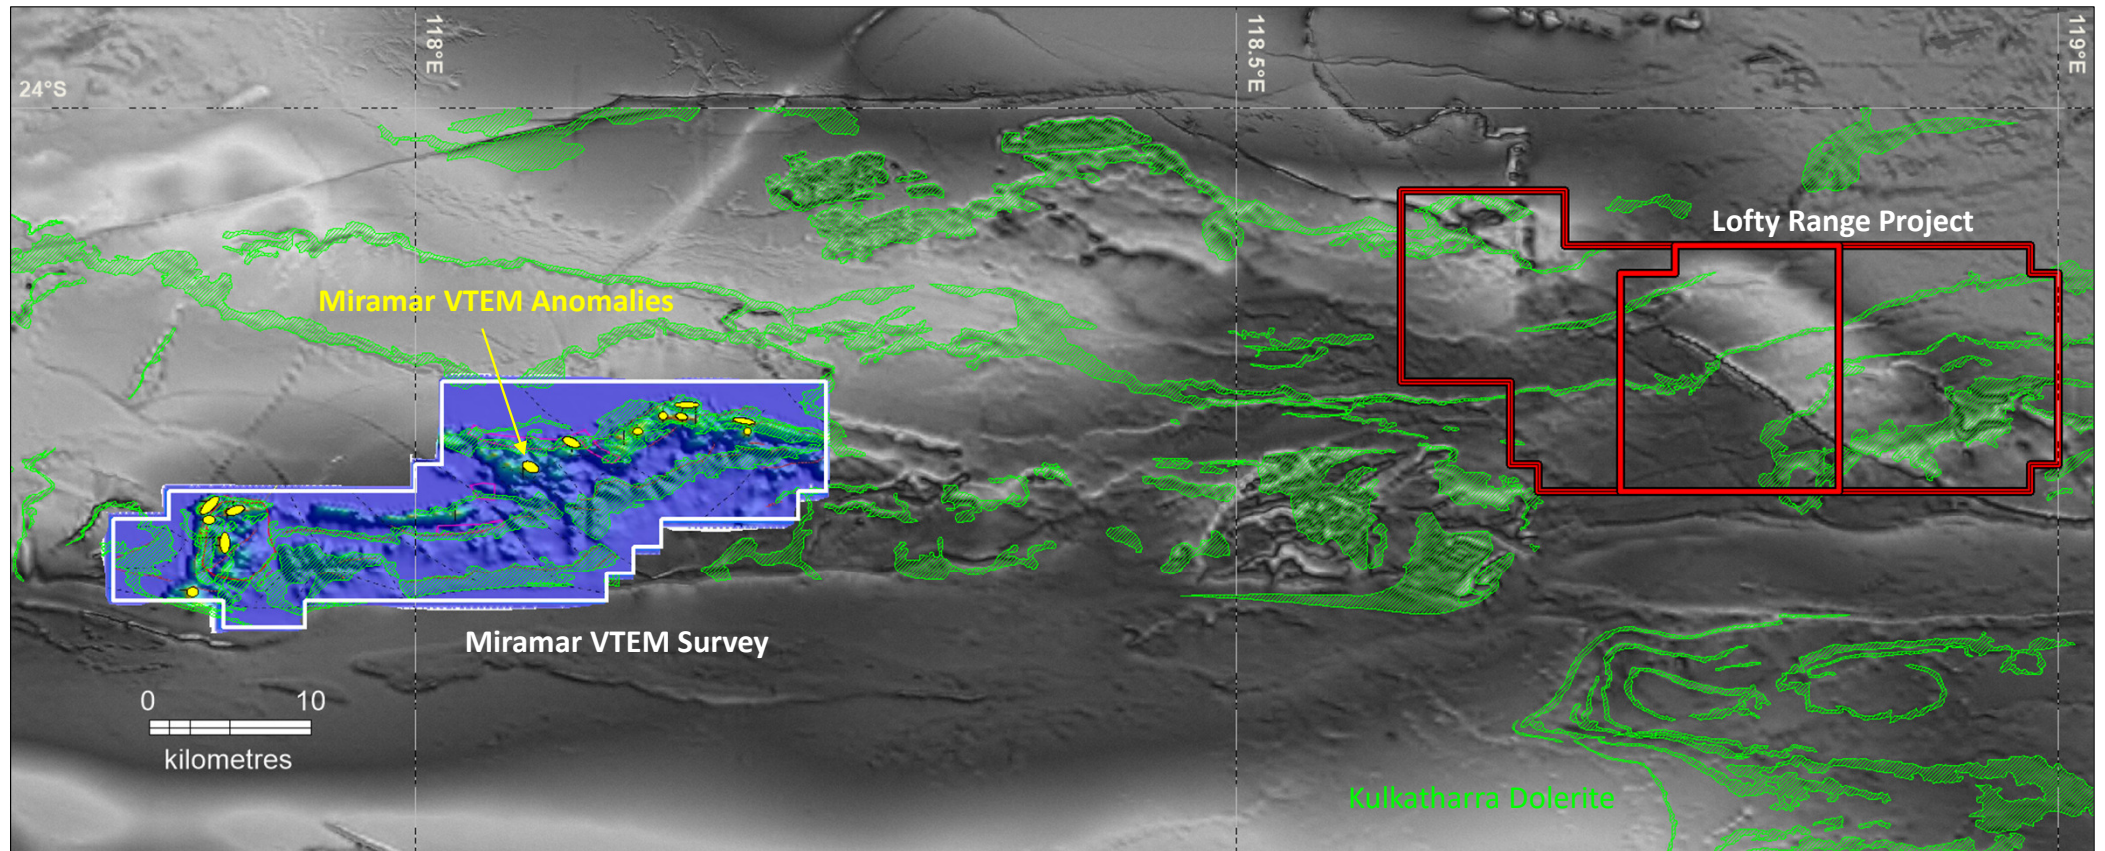 118°E
118.5°E
119°E
24°S
Lofty Range Project
Miramar VTEM Anomalies
Miramar VTEM Survey
0 10
kilometres
Kulkatharra Dolerite